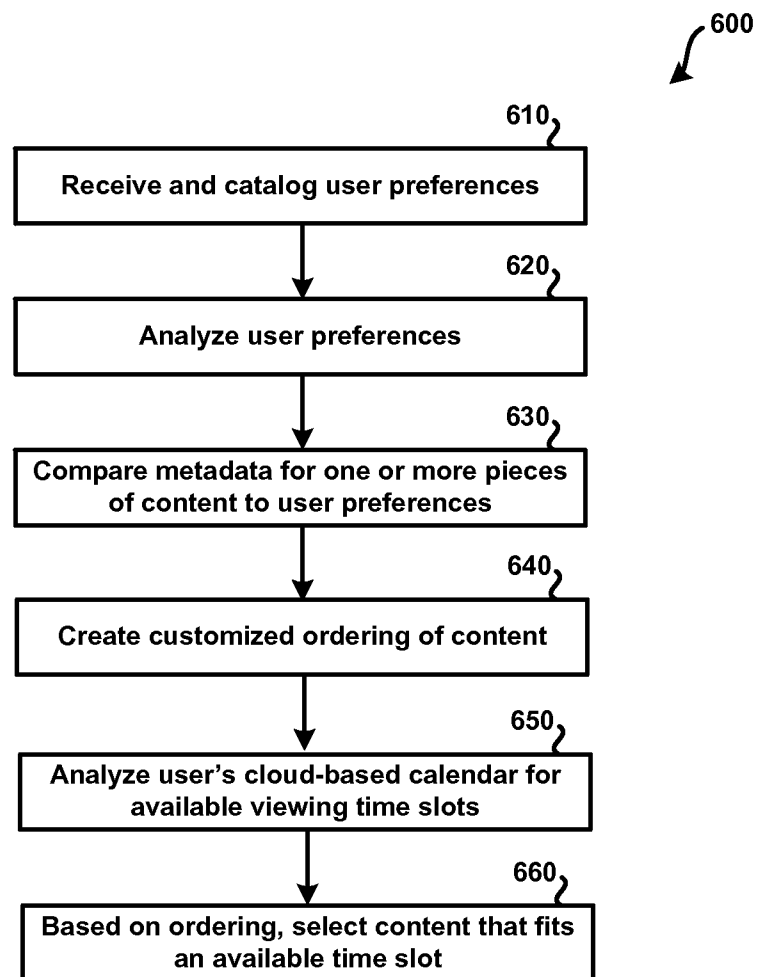 600
610
Receive and catalog user preferences
620
Analyze user preferences
630
Compare metadata for one or more pieces
of content to user preferences
640
Create customized ordering of content
650
Analyze user’s cloud-based calendar for
available viewing time slots
660
Based on ordering, select content that fits
an available time slot